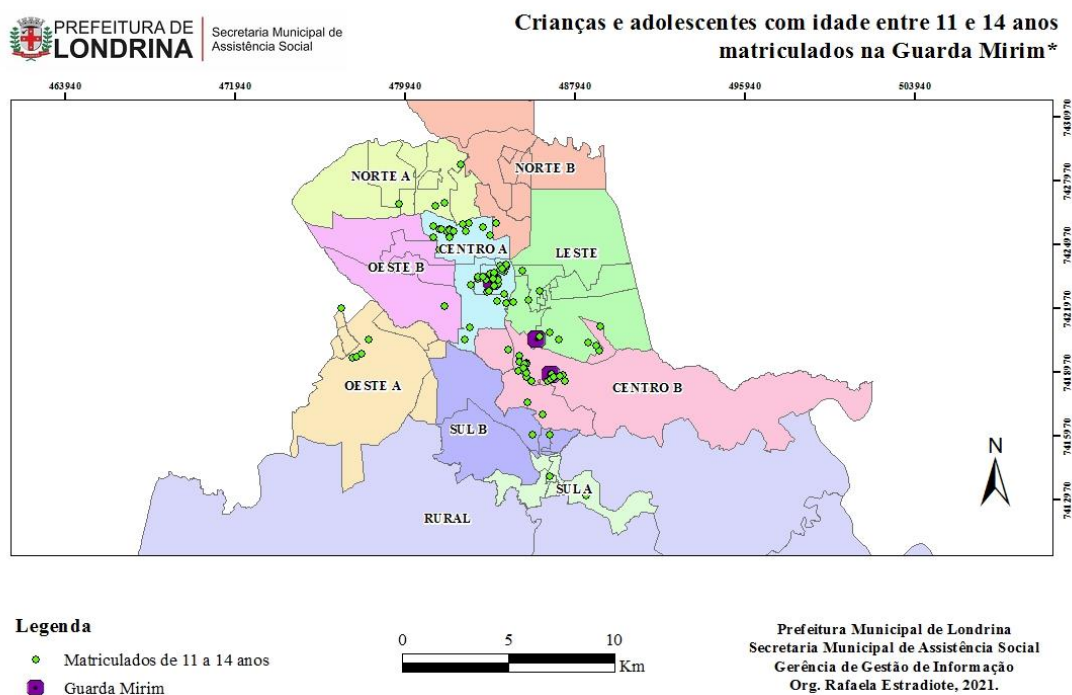 PREFEITURA DE
LONDRINA
Secretaria Municipal de
Assistência Social
Crianças e adolescentes com idade entre 11 e 14 anos
matriculados na Guarda Mirim*
463940 471940 479940 487940 495940 503940
7430970
7427970
7424970
7421970
7418970
7415970
7412970
NORTE A
NORTE B
CENTRO A
LESTE
OESTE B
OESTE A
CENTRO B
SUL B
SUL A
RURAL
N
Legenda
Matriculados de 11 a 14 anos
Guarda Mirim
0 5 10
Km
Prefeitura Municipal de Londrina
Secretaria Municipal de Assistência Social
Gerência de Gestão de Informação
Org. Rafaela Estradiote, 2021.